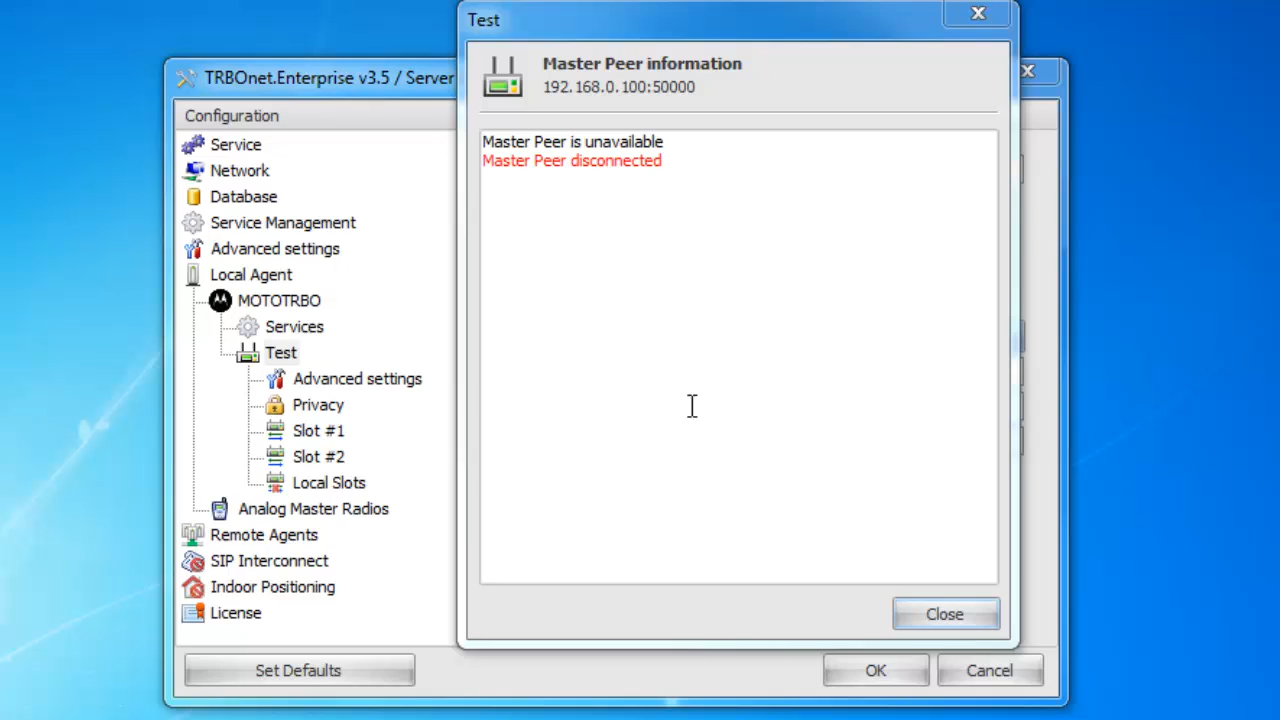 Test
X
Master Peer information
192.168.0.100:50000
Master Peer is unavailable
Master Peer disconnected
Close
TRBOnet.Enterprise v3.5 / Server
X
Configuration
Service
Network
Database
Service Management
Advanced settings
Local Agent
MOTOTRBO
Services
Test
Advanced settings
Privacy
Slot #1
Slot #2
Local Slots
Analog Master Radios
Remote Agents
SIP Interconnect
Indoor Positioning
License
Set Defaults
OK
Cancel